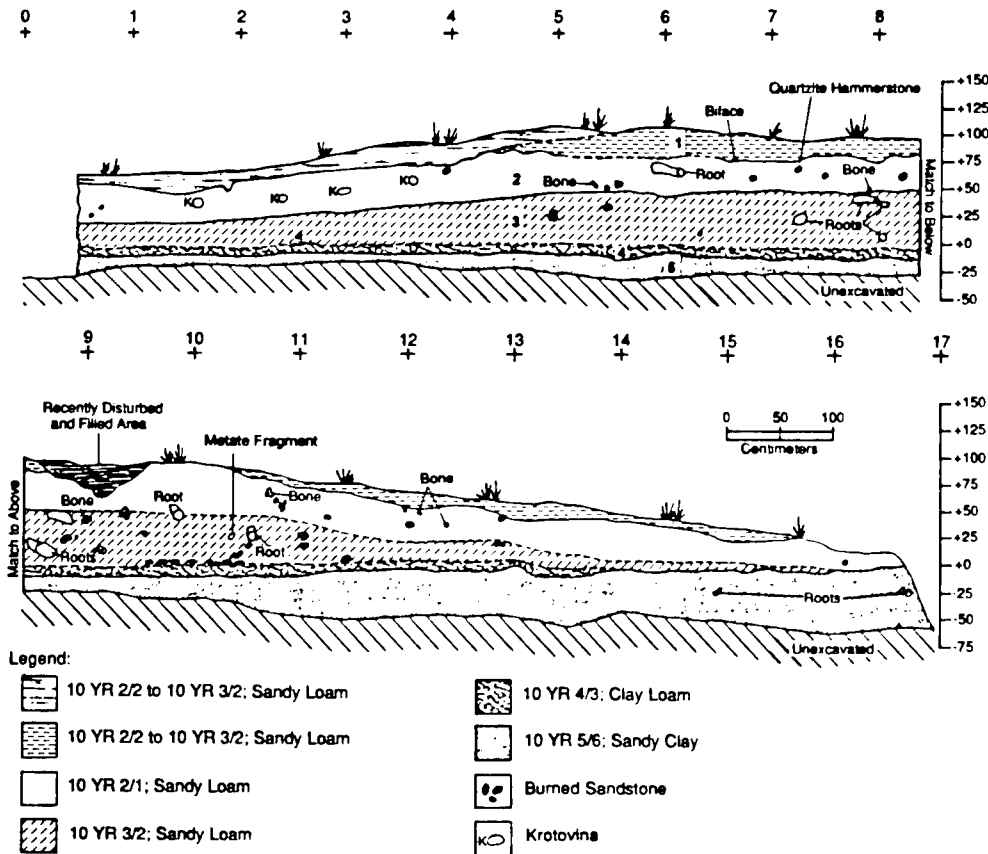 0 1 2 3 4 5 6 7 8
+150
Quartzite Hammerstone
+125
Biface
1
+100
+75
2
Bone
Root
Bone
K
K
K
K
+50
3
Roots
+25
4
+0
4
5
-25
Unexcavated
-50
Match to Below
9 10 11 12 13 14 15 16 17
Recently Disturbed
and Filled Area
+150
0 50 100
Centimeters
+125
Metate Fragment
+100
Bone
Root
Bone
Bone
+75
+50
Roots
Root
+25
+0
Roots
-25
-50
Unexcavated
-75
Match to Above
Legend:
10 YR 2/2 to 10 YR 3/2; Sandy Loam
10 YR 2/2 to 10 YR 3/2; Sandy Loam
10 YR 2/1; Sandy Loam
10 YR 3/2; Sandy Loam
10 YR 4/3; Clay Loam
10 YR 5/6; Sandy Clay
Burned Sandstone
K Krotovina